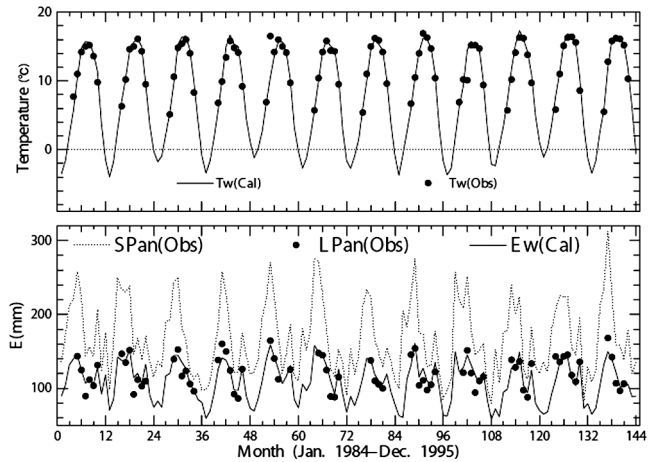 20
10
0
-20
Temperature (°c)
Tw(Cal) Tw(Obs)
SPan(Obs) LPan(Obs) Ew(Cal)
300
200
100
E(mm)
0 12 24 36 48 60 72 84 96 108 120 132 144
Month (Jan. 1984–Dec. 1995)